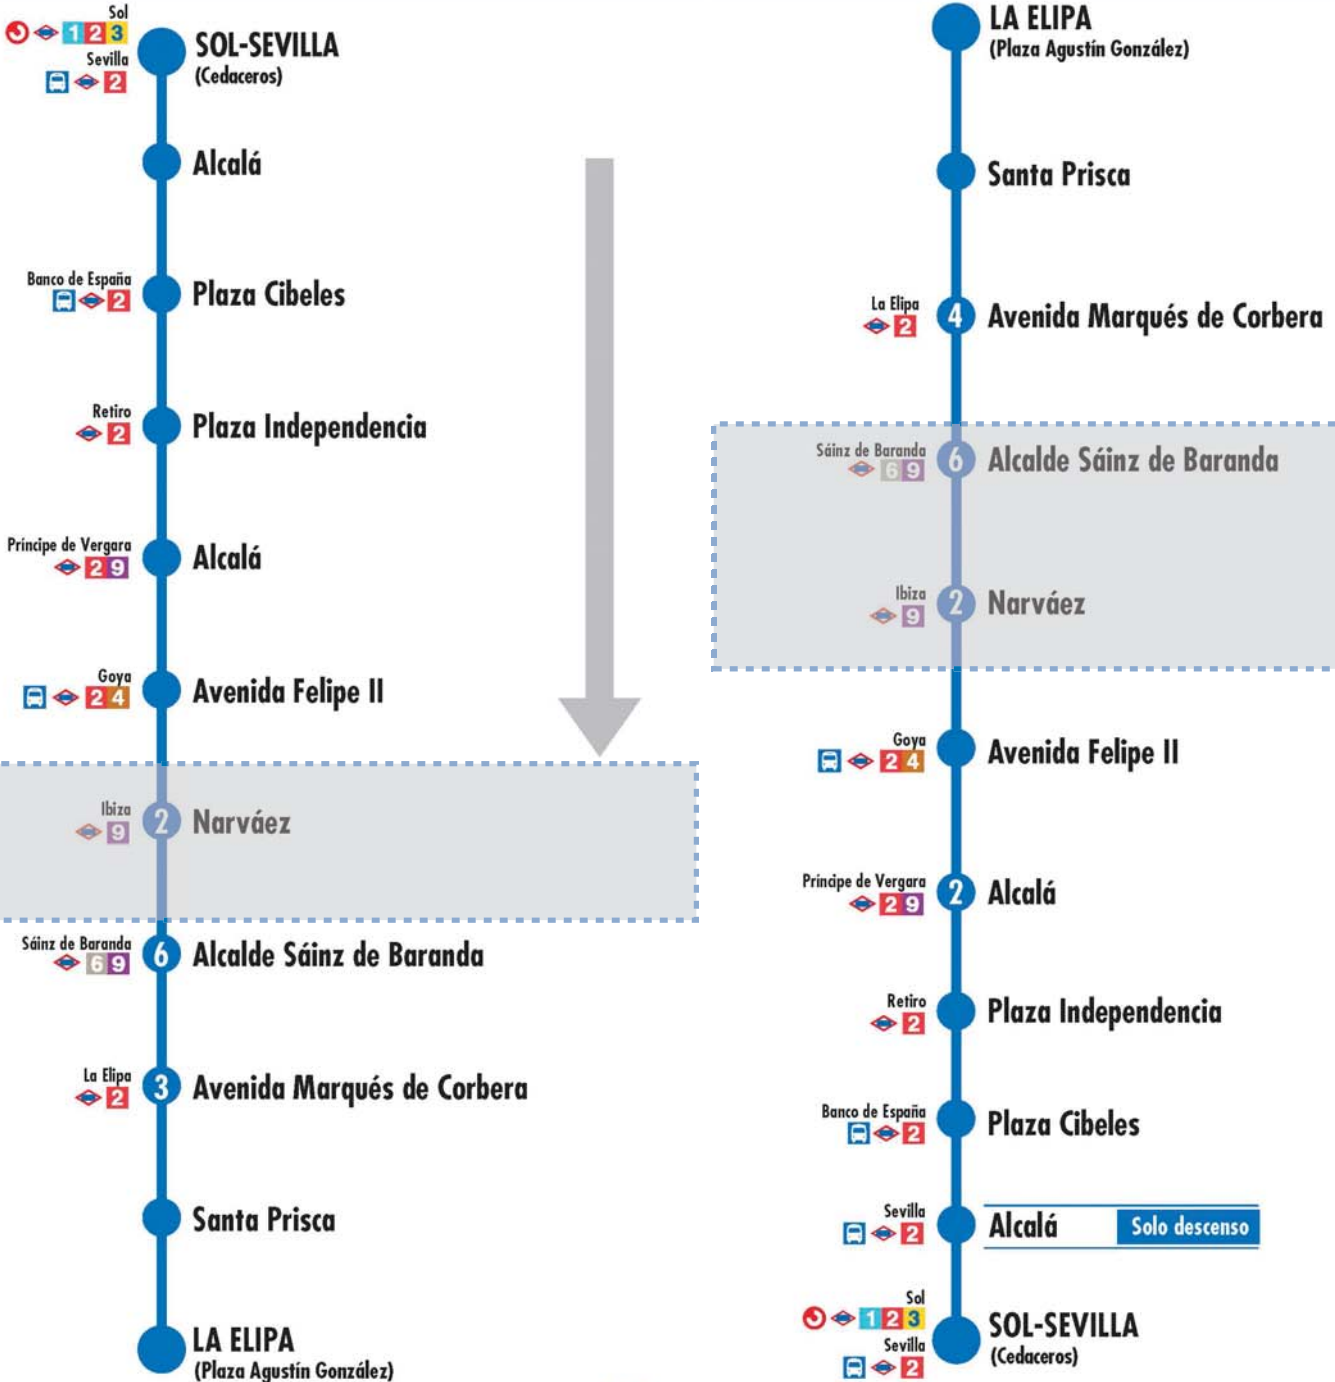 Sol
1 2 3
Sevilla
2
SOL-SEVILLA
(Cedaceros)
Alcalá
Banco de España
2
Plaza Cibeles
Retiro
2
Plaza Independencia
Príncipe de Vergara
2 9
Alcalá
Goya
2 4
Avenida Felipe II
Ibiza
9
2
Narváez
Sáinz de Baranda
6 9
6
Alcalde Sáinz de Baranda
La Elipa
2
3
Avenida Marqués de Corbera
Santa Prisca
LA ELIPA
(Plaza Agustín González)
LA ELIPA
(Plaza Agustín González)
Santa Prisca
La Elipa
2
4
Avenida Marqués de Corbera
Sáinz de Baranda
6 9
6
Alcalde Sáinz de Baranda
Ibiza
9
2
Narváez
Goya
2 4
Avenida Felipe II
Príncipe de Vergara
2 9
2
Alcalá
Retiro
2
Plaza Independencia
Banco de España
2
Plaza Cibeles
Sevilla
2
Alcalá
Solo descenso
Sol
1 2 3
Sevilla
2
SOL-SEVILLA
(Cedaceros)